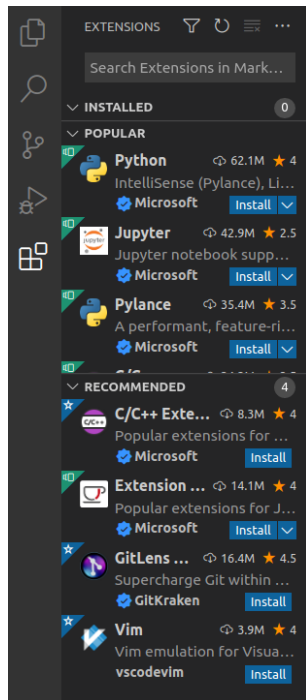 EXTENSIONS
Search Extensions in Mark...
INSTALLED 0
POPULAR
Python 62.1M ★ 4
IntelliSense (Pylance), Li...
Microsoft Install
Jupyter 42.9M ★ 2.5
Jupyter notebook supp...
Microsoft Install
Pylance 35.4M ★ 3.5
A performant, feature-ri...
Microsoft Install
RECOMMENDED 4
C/C++ Exte... 8.3M ★ 4
Popular extensions for ...
Microsoft Install
Extension ... 14.1M ★ 4
Popular extensions for J...
Microsoft Install
GitLens ... 16.4M ★ 4.5
Supercharge Git within ...
GitKraken Install
Vim 3.9M ★ 4
Vim emulation for Visua...
vscodevim Install